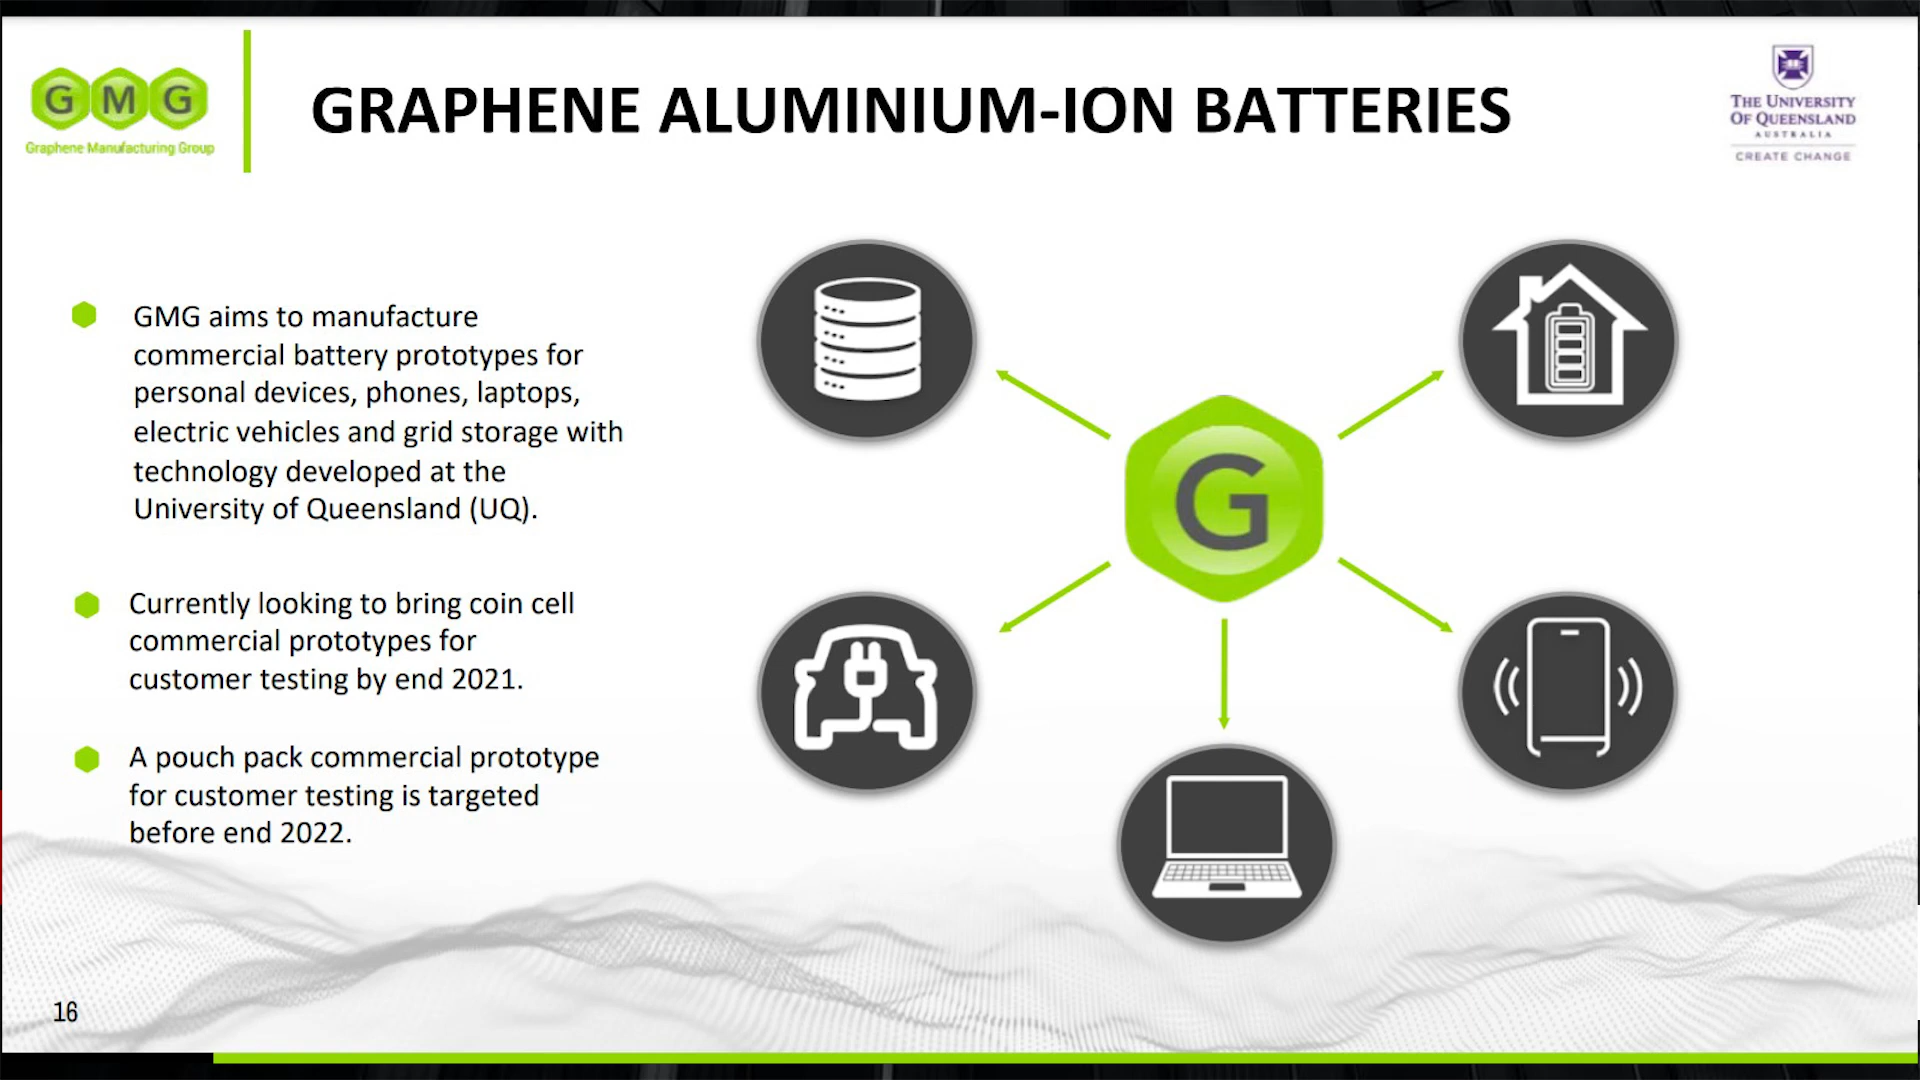 GMG
Graphene Manufacturing Group
GRAPHENE ALUMINIUM-ION BATTERIES
THE UNIVERSITY
OF QUEENSLAND
AUSTRALIA
CREATE CHANGE
GMG aims to manufacture
commercial battery prototypes for
personal devices, phones, laptops,
electric vehicles and grid storage with
technology developed at the
University of Queensland (UQ).
Currently looking to bring coin cell
commercial prototypes for
customer testing by end 2021.
A pouch pack commercial prototype
for customer testing is targeted
before end 2022.
G
16